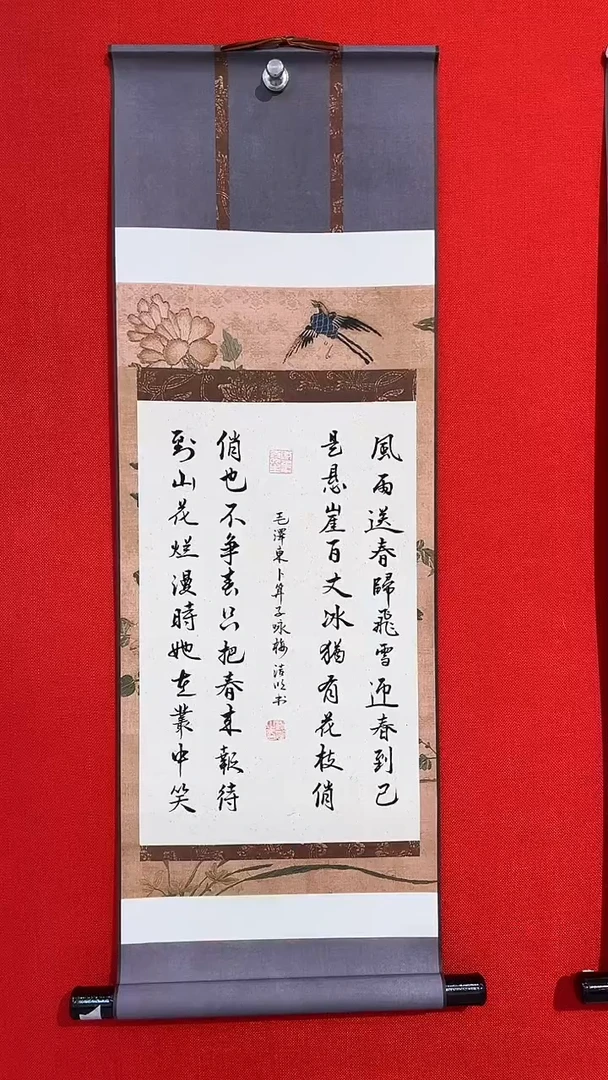 風雨送春歸飛雪迎春到已
是悬崖百丈冰猶有花枝俏
毛澤東卜算子咏梅 书
俏也不争春只把春来報待
到山花烂漫時她在叢中笑